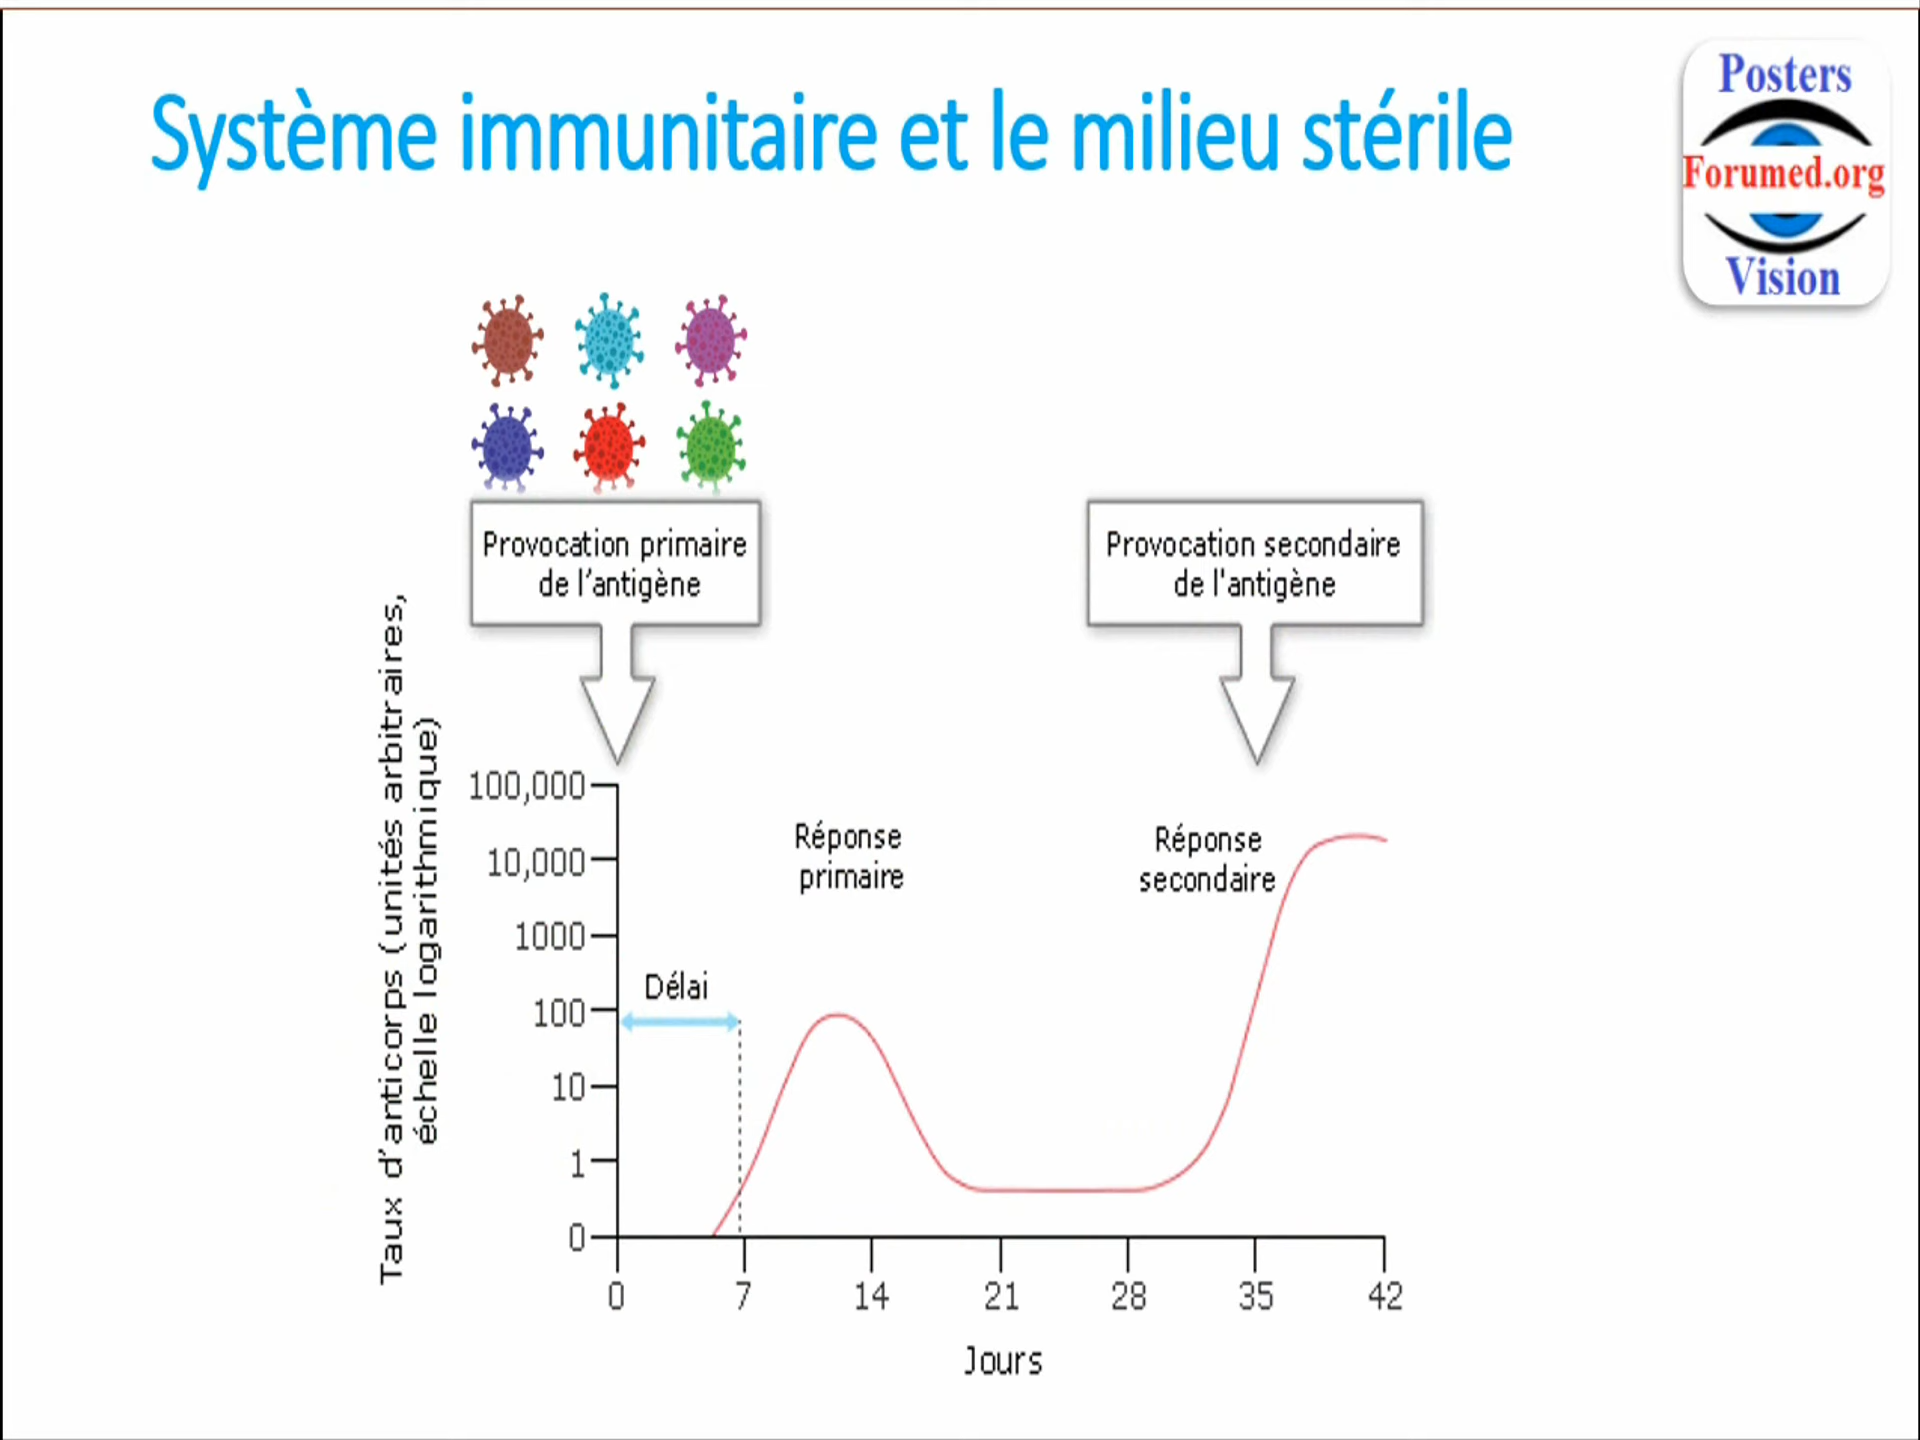 Système immunitaire et le milieu stérile
Posters
Forumed.org
Vision
Provocation primaire
de l’antigène
Provocation secondaire
de l'antigène
Taux d’anticorps (unités arbitraires,
échelle logarithmique)
100,000
10,000
1000
100
10
1
0
Délai
Réponse
primaire
Réponse
secondaire
0 7 14 21 28 35 42
Jours